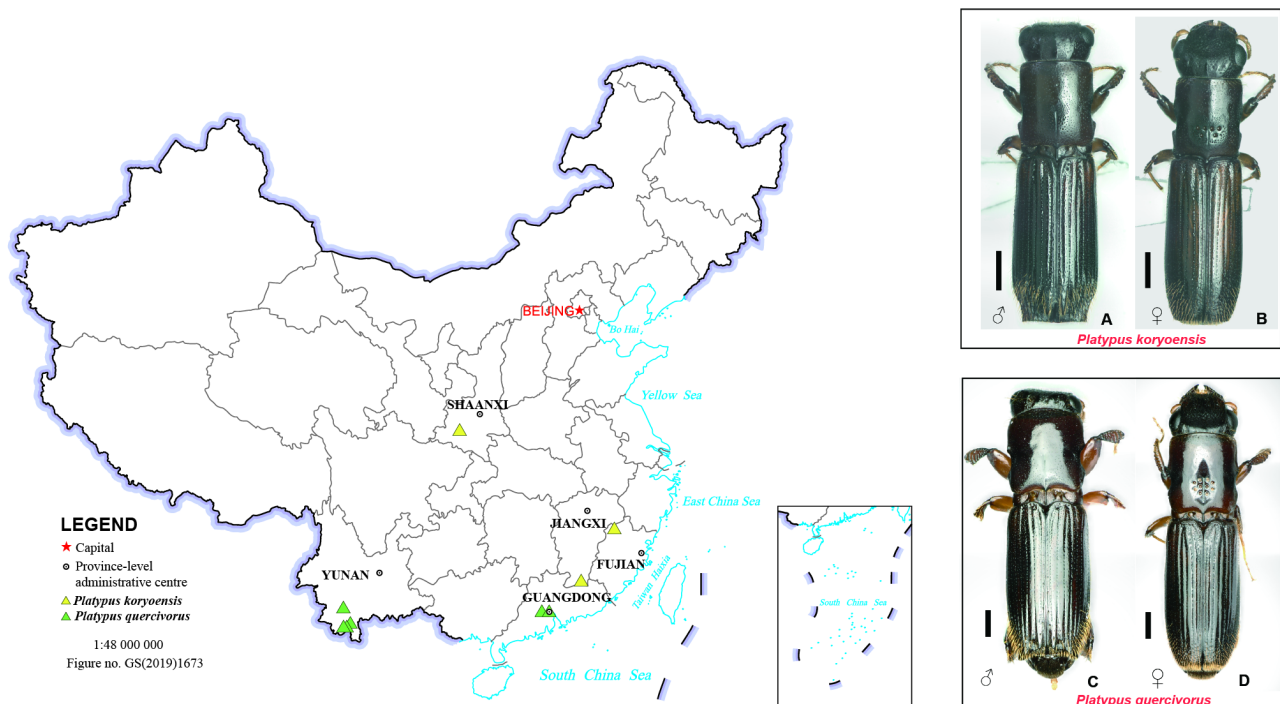 BEIJING
Bo Hai
Yellow Sea
SHAANXI
East China Sea
JIANGXI
FUJIAN
Taiwan Haixia
YUNAN
GUANGDONG
South China Sea
LEGEND
Capital
Province-level
administrative centre
Platypus koryoensis
Platypus quercivorus
1:48 000 000
Figure no. GS(2019)1673
South China Sea
♂ A
♀ B
Platypus koryoensis
♂ C
♀ D
Platypus quercivorus